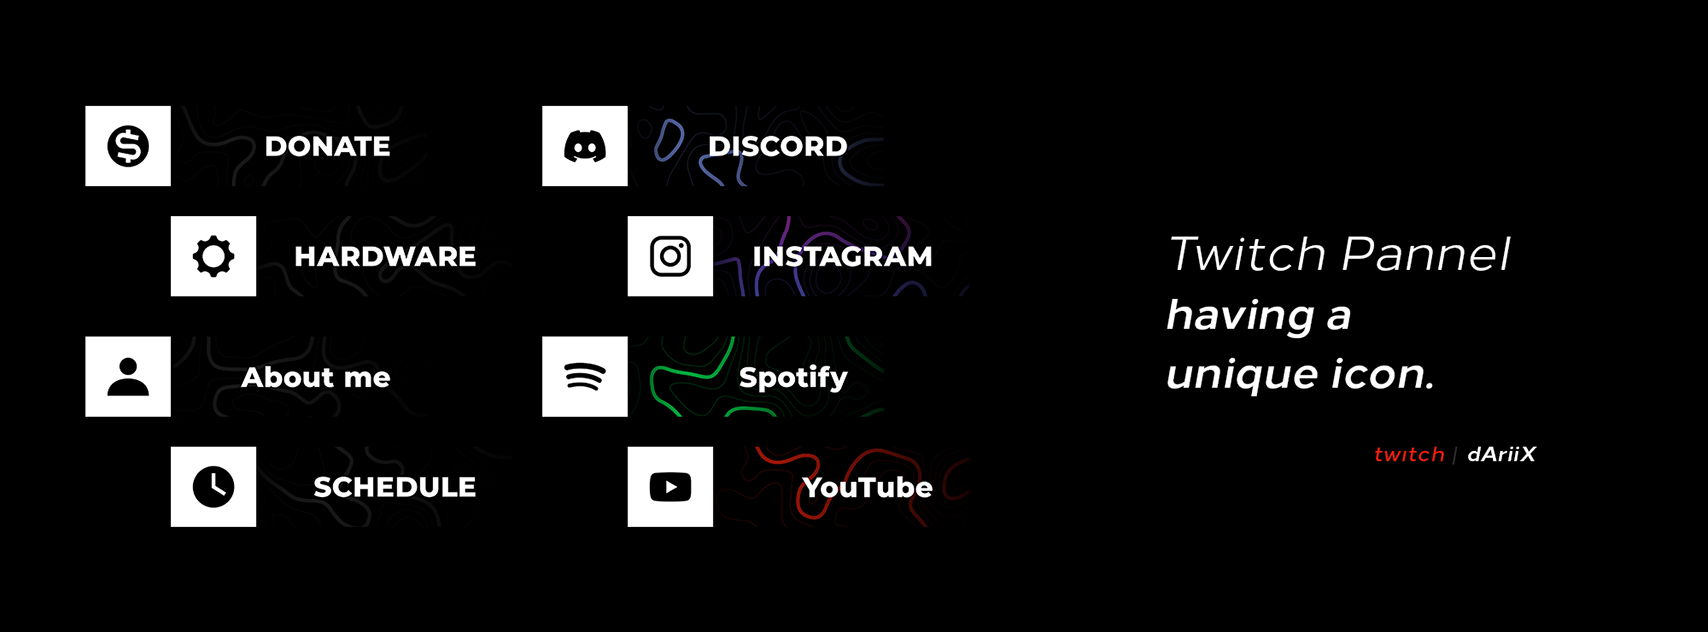 DONATE
HARDWARE
About me
SCHEDULE
DISCORD
INSTAGRAM
Spotify
YouTube
Twitch Pannel
having a
unique icon.
twitch | dAriiX